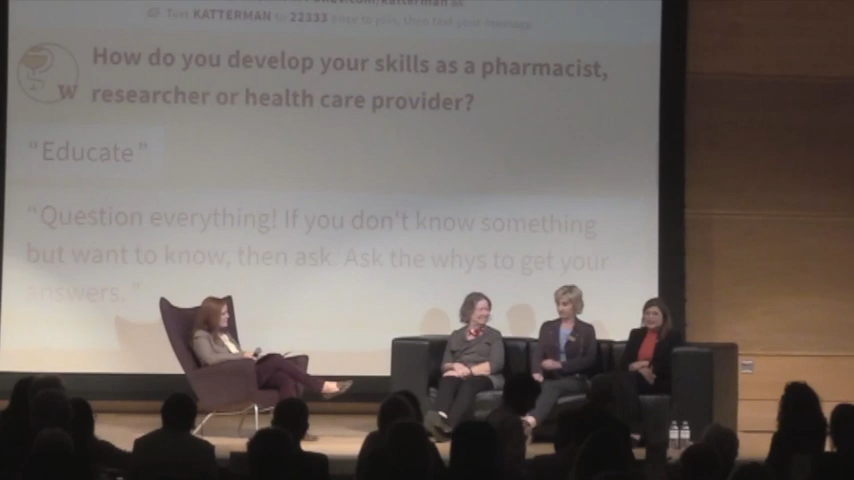 Text KATTERMAN to 22333 once to join, then text your message
How do you develop your skills as a pharmacist,
W
researcher or health care provider?
“Educate”
“Question everything! If you don't know something
but want to know, then ask. Ask the whys to get your
answers.”